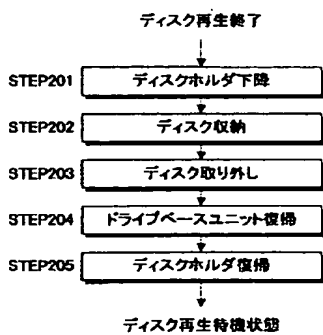 ディスク再生終了
STEP201 ディスクホルダ下降
STEP202 ディスク収納
STEP203 ディスク取り外し
STEP204 ドライブベースユニット復帰
STEP205 ディスクホルダ復帰
ディスク再生待機状態